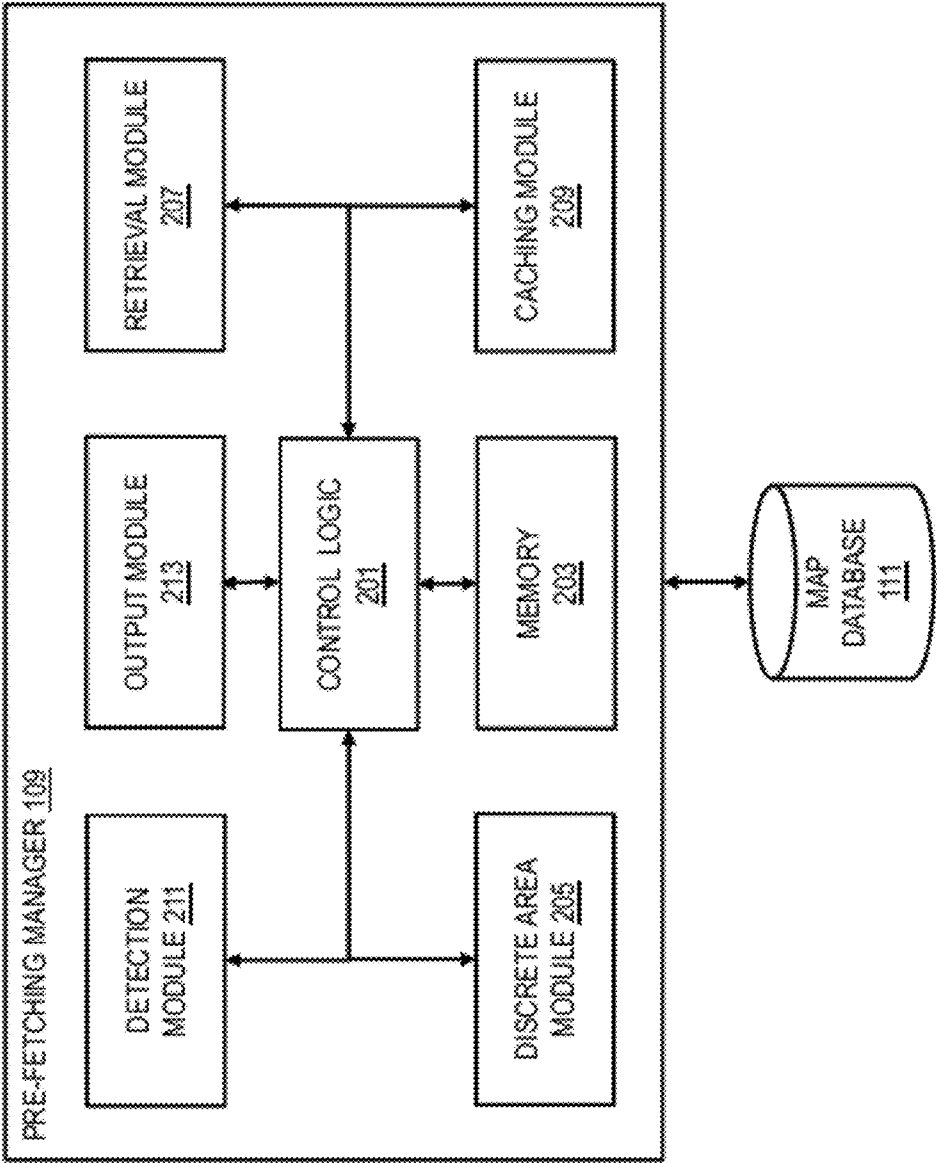 PRE-FETCHING MANAGER 109
DETECTION
MODULE 211
OUTPUT MODULE
213
RETRIEVAL MODULE
207
CONTROL LOGIC
201
DISCRETE AREA
MODULE 205
MEMORY
203
CACHING MODULE
209
MAP
DATABASE
111